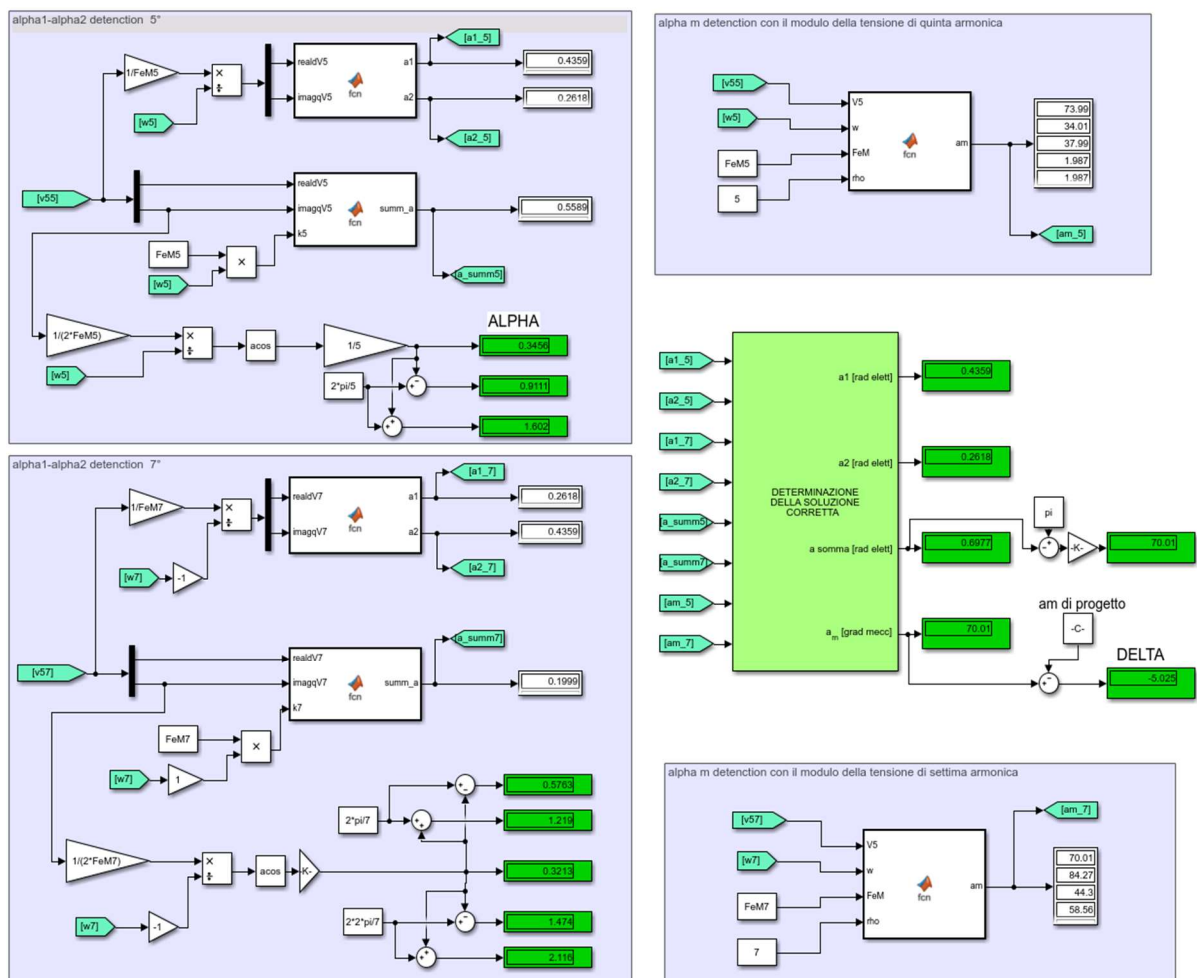 alpha1-alpha2 detenction 5°
[a1_5]
1/FeM5
×
÷
realdV5
imagqV5
fcn
a1
a2
0.4359
0.2618
[w5]
[a2_5]
[v55]
realdV5
imagqV5
k5
fcn
summ_a
0.5589
FeM5
×
[w5]
[a_summ5]
1/(2*FeM5)
×
÷
acos
1/5
ALPHA
0.3456
[w5]
2*pi/5
+
−
0.9111
+
+
1.602
alpha1-alpha2 detenction 7°
[a1_7]
1/FeM7
×
÷
realdV7
imagqV7
fcn
a1
a2
0.2618
0.4359
[w7]
-1
[a2_7]
[a_summ7]
[v57]
realdV7
imagqV7
k7
fcn
summ_a
0.1999
FeM7
×
[w7]
1
+
−
0.5763
2*pi/7
+
+
1.219
1/(2*FeM7)
×
÷
acos
-K-
0.3213
[w7]
-1
2*2*pi/7
+
−
1.474
+
+
2.116
alpha m detenction con il modulo della tensione di quinta armonica
[v55]
[w5]
FeM5
5
V5
w
FeM
rho
fcn
am
73.99
34.01
37.99
1.987
1.987
[am_5]
[a1_5]
[a2_5]
[a1_7]
[a2_7]
[a_summ5]
[a_summ7]
[am_5]
[am_7]
DETERMINAZIONE
DELLA SOLUZIONE
CORRETTA
a1 [rad elett]
0.4359
a2 [rad elett]
0.2618
a somma [rad elett]
0.6977
pi
−
+
-K-
70.01
a_m [grad mecc]
70.01
am di progetto
-C-
−
+
DELTA
-5.025
alpha m detenction con il modulo della tensione di settima armonica
[v57]
[w7]
FeM7
7
V5
w
FeM
rho
fcn
am
[am_7]
70.01
84.27
44.3
58.56